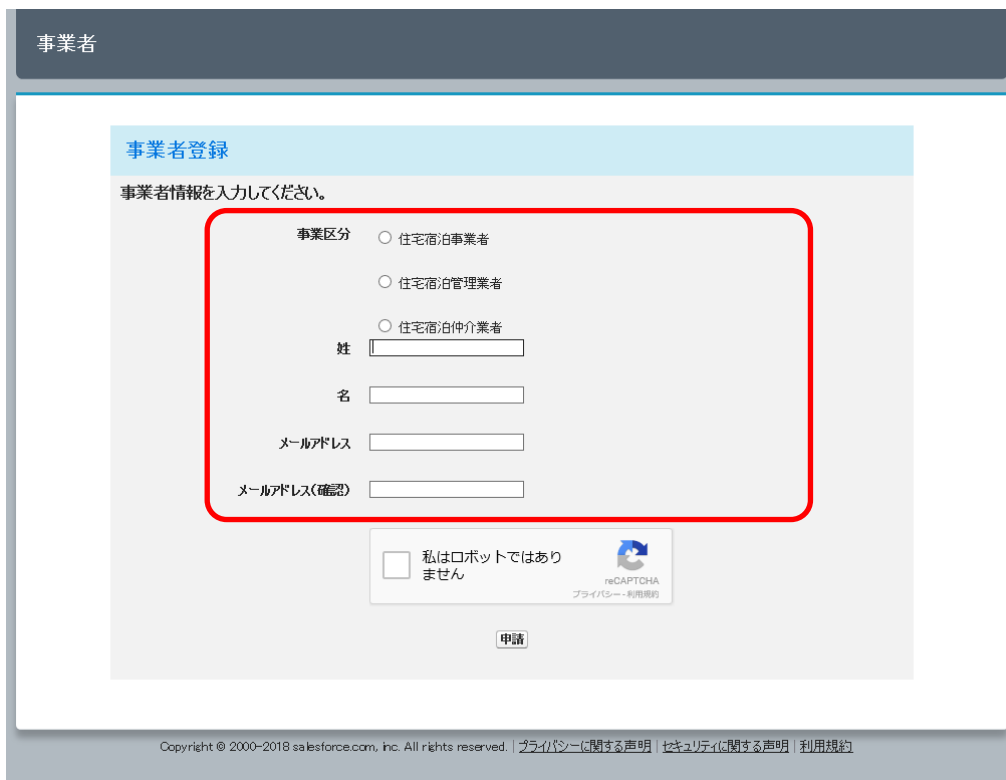 事業者
事業者登録
事業者情報を入力してください。
事業区分
住宅宿泊事業者
住宅宿泊管理業者
住宅宿泊仲介業者
姓
名
メールアドレス
メールアドレス(確認)
私はロボットではあり
ません
reCAPTCHA
プライバシー・利用規約
申請
Copyright © 2000-2018 salesforce.com, inc. All rights reserved. | プライバシーに関する声明 | セキュリティに関する声明 | 利用規約